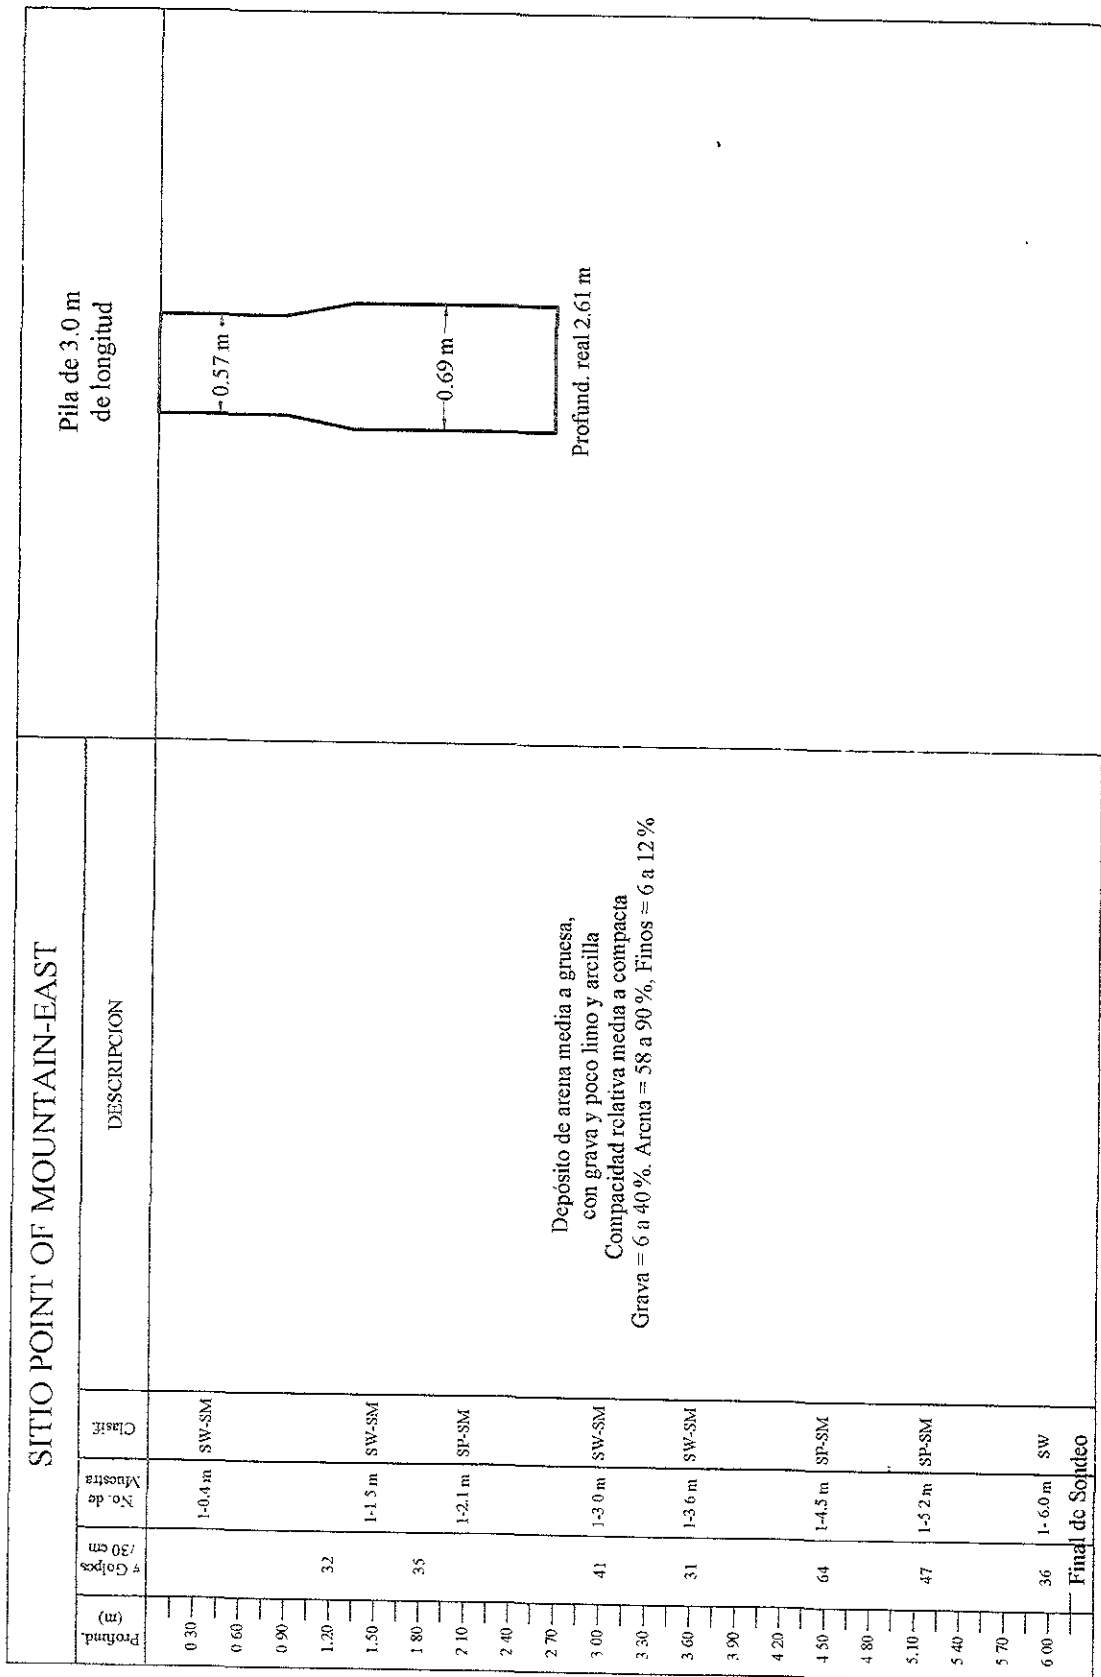 SITIO POINT OF MOUNTAIN-EAST
Profund. (m)
Golpes /30 cm
No. de Muestra
Clasif.
DESCRIPCION
0 30
1-0.4 m SW-SM
0 60
0 90
1.20
32
1.50
1-1 5 m SW-SM
1 80
35
2 10
1-2.1 m SP-SM
2 40
2 70
3 00
41 1-3 0 m SW-SM
3 30
3 60
31 1-3 6 m SW-SM
3 90
4 20
4 50
64 1-4.5 m SP-SM
4 80
5.10
47 1-5 2 m SP-SM
5 40
5 70
6 00
36 1- 6.0 m SW
Final de Sondeo
Depósito de arena media a gruesa,
con grava y poco limo y arcilla
Compacidad relativa media a compacta
Grava = 6 a 40 %. Arena = 58 a 90 %, Finos = 6 a 12 %
Pila de 3.0 m
de longitud
0.57 m
0.69 m
Profund. real 2.61 m